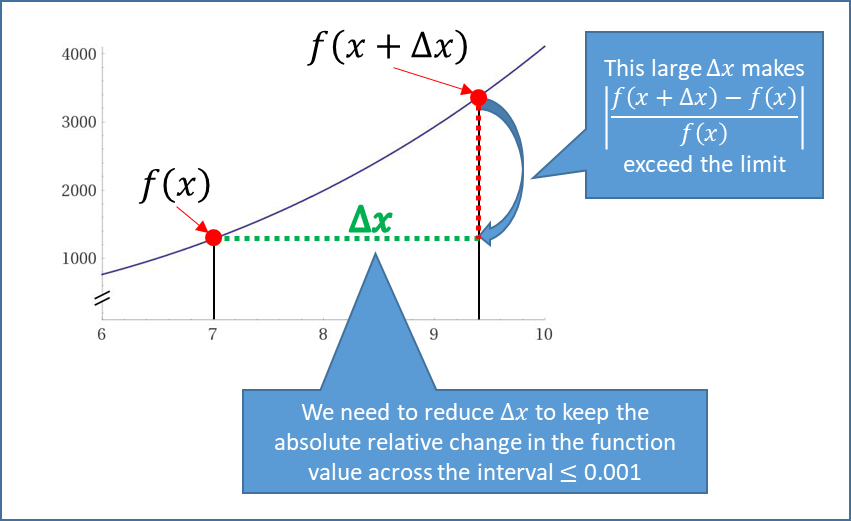 f(x + Δx)
4000
This large Δx makes
|f(x + Δx) − f(x)
f(x)|
exceed the limit
3000
f(x)
2000
Δx
1000
6 7 8 9 10
We need to reduce Δx to keep the
absolute relative change in the function
value across the interval ≤ 0.001